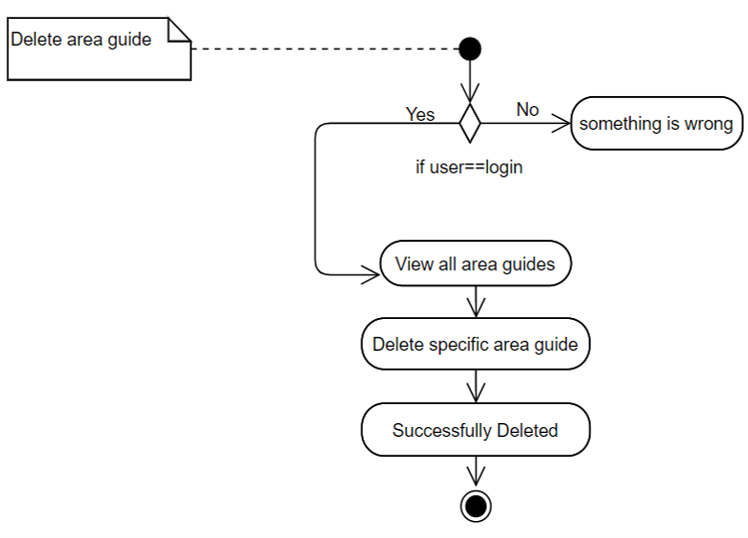 Delete area guide
Yes
No
something is wrong
if user==login
View all area guides
Delete specific area guide
Successfully Deleted